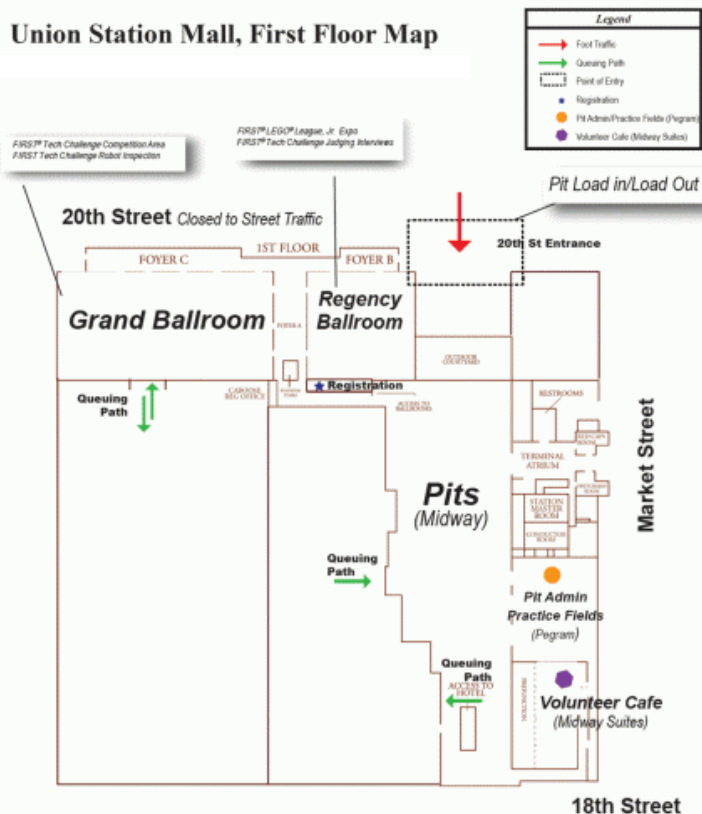 Union Station Mall, First Floor Map
Legend
Foot Traffic
Queuing Path
Point of Entry
Registration
Pit Admin/Practice Fields (Pegram)
Volunteer Cafe (Midway Suites)
FIRST® Tech Challenge Competition Area
FIRST Tech Challenge Robot Inspection
FIRST® LEGO® League, Jr. Expo
FIRST® Tech Challenge Judging Interviews
Pit Load in/Load Out
20th Street Closed to Street Traffic
20th St Entrance
1ST FLOOR
FOYER C
FOYER B
Grand Ballroom
Regency
Ballroom
FOYER A
OUTDOOR
COURTYARD
Registration
Queuing
Path
CABOOSE
REG OFFICE
ACCESS TO
BALLROOMS
RESTROOMS
TERMINAL
ATRIUM
Market Street
Pits
(Midway)
STATION
MASTER
ROOM
CONDUCTOR
ROOM
Queuing
Path
Pit Admin
Practice Fields
(Pegram)
Queuing
Path
ACCESS TO
HOTEL
Volunteer Cafe
(Midway Suites)
18th Street